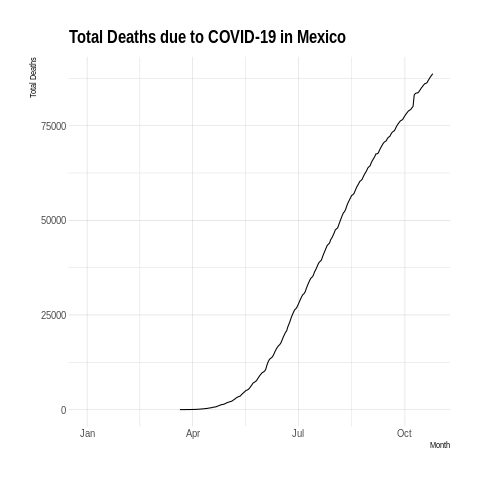 Total Deaths due to COVID-19 in Mexico
Total Deaths
75000
50000
25000
0
Jan Apr Jul Oct
Month